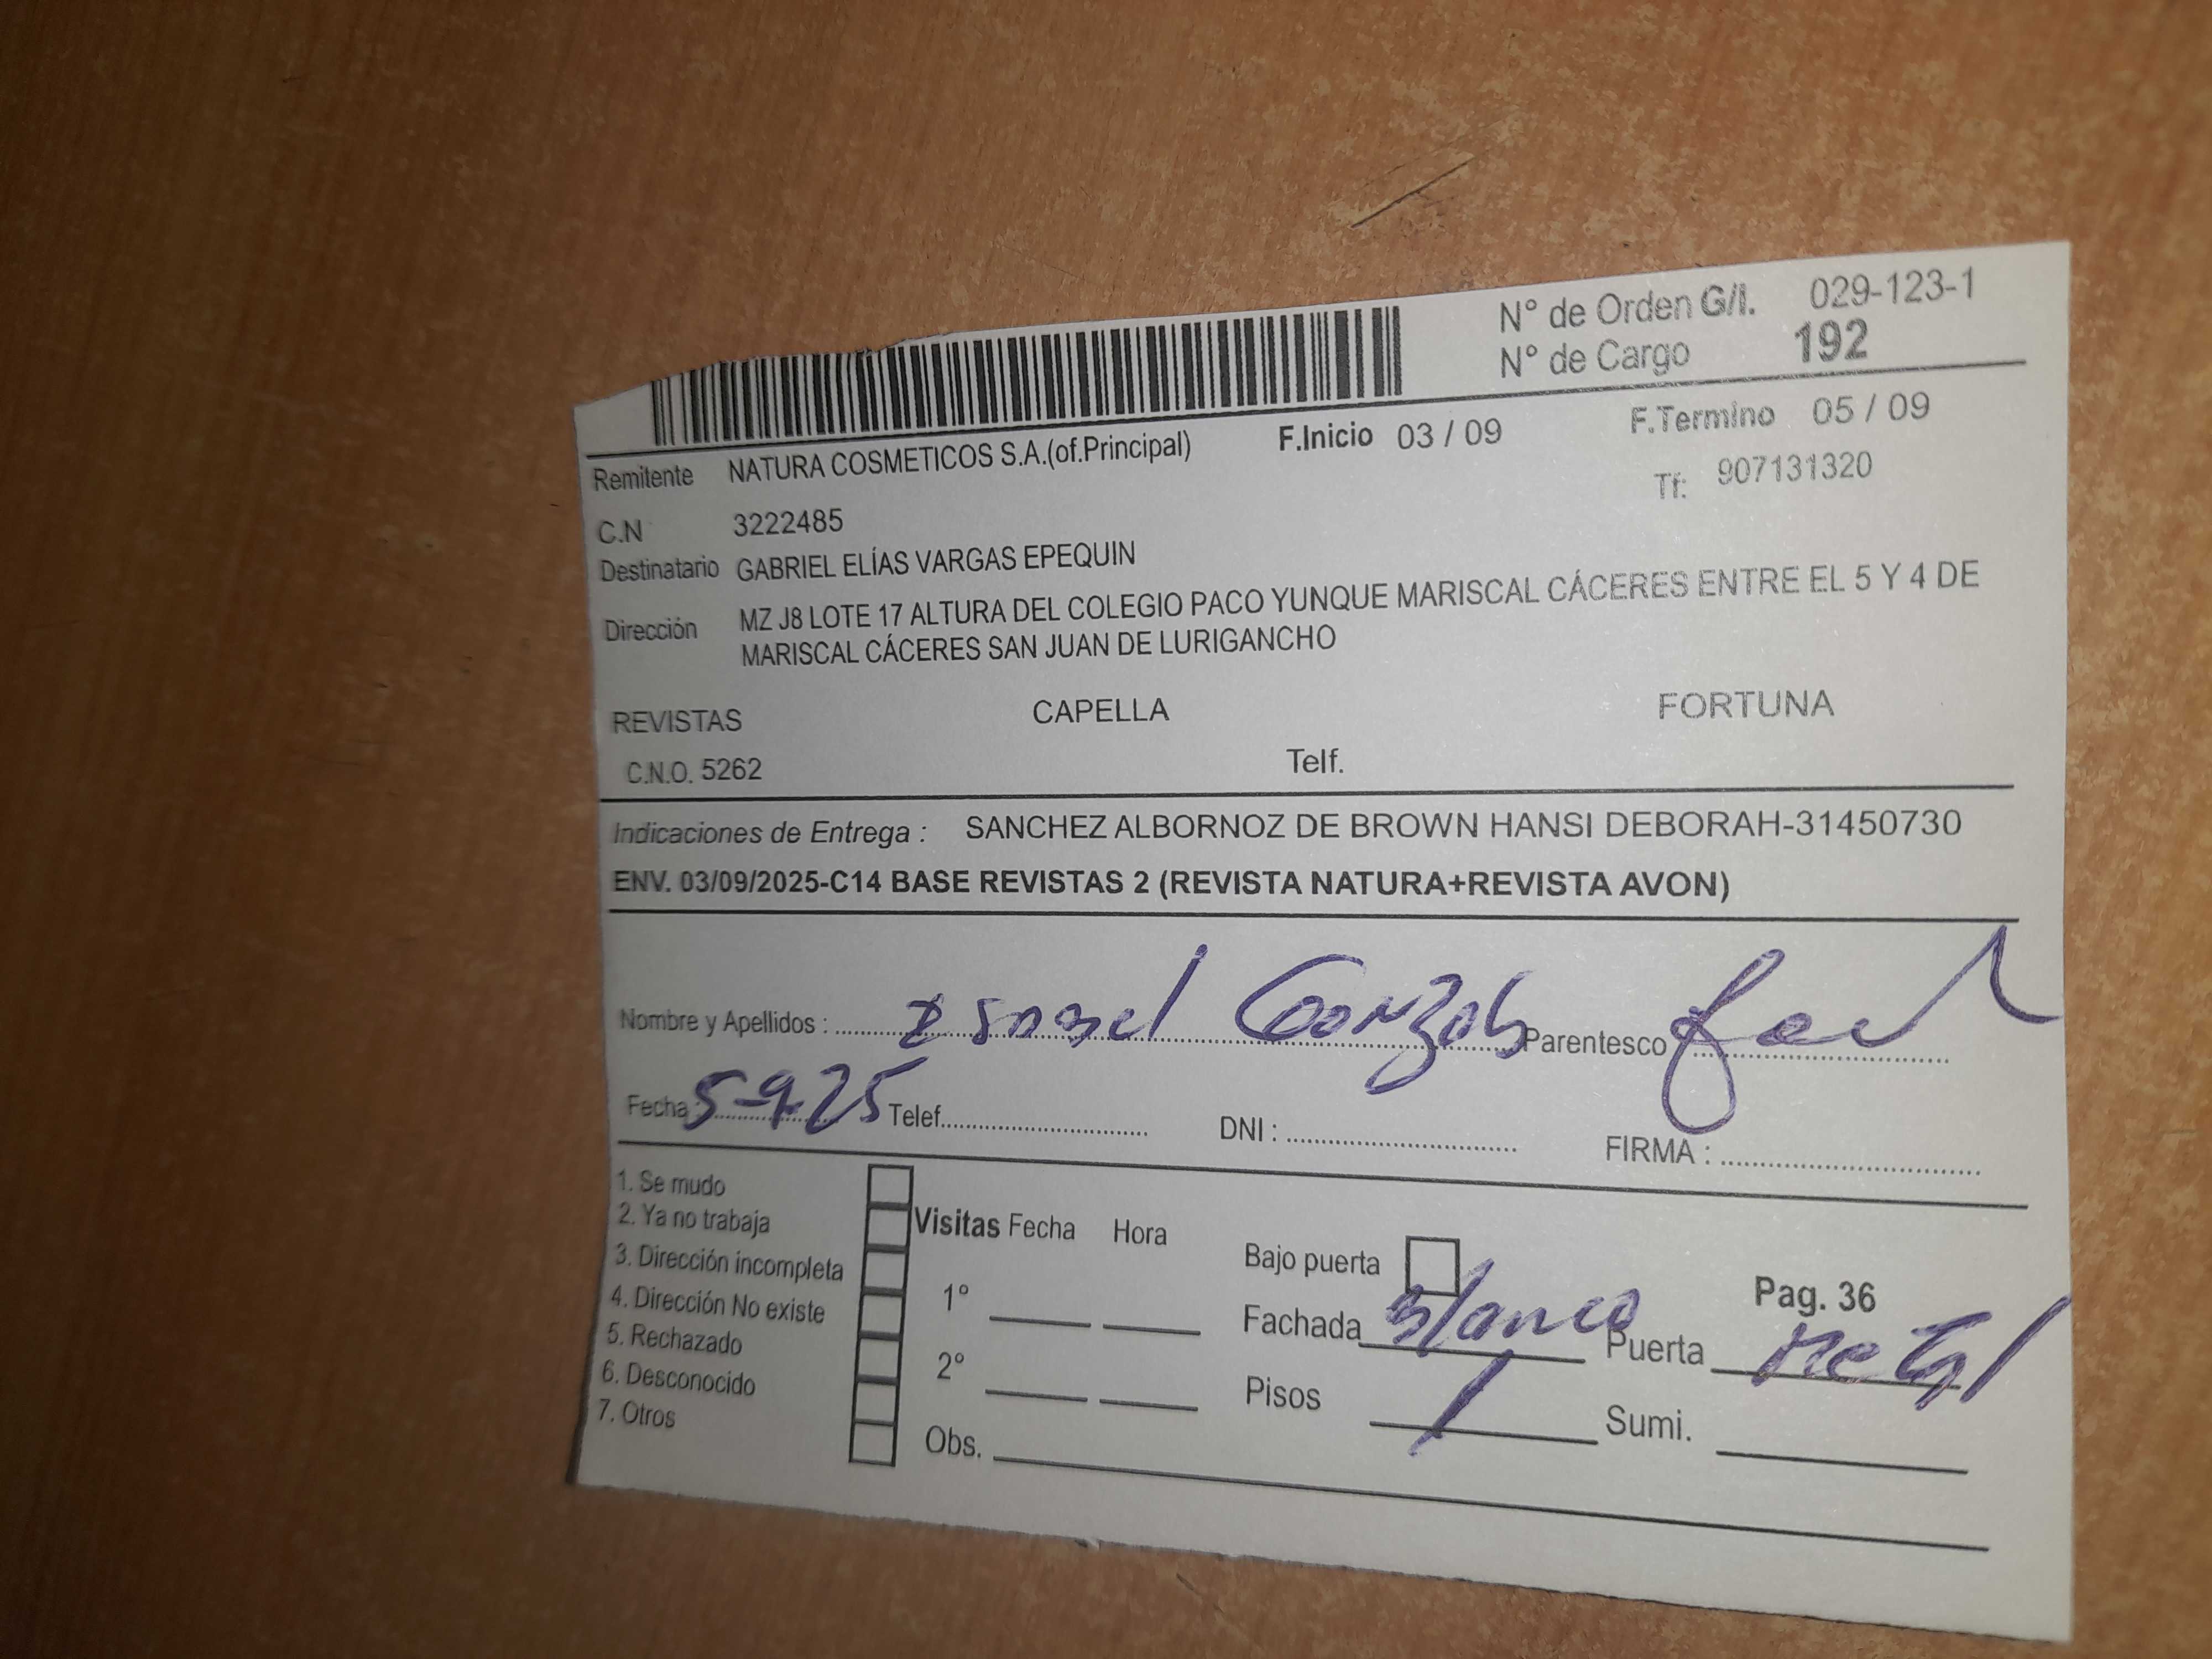 N° de Orden G/I. 029-123-1
N° de Cargo 192
F.Inicio 03 / 09 F.Termino 05 / 09
Remitente NATURA COSMETICOS S.A.(of.Principal)
Tf: 907131320
C.N 3222485
Destinatario GABRIEL ELÍAS VARGAS EPEQUIN
Dirección MZ J8 LOTE 17 ALTURA DEL COLEGIO PACO YUNQUE MARISCAL CÁCERES ENTRE EL 5 Y 4 DE
MARISCAL CÁCERES SAN JUAN DE LURIGANCHO
REVISTAS CAPELLA FORTUNA
C.N.O. 5262 Telf.
Indicaciones de Entrega : SANCHEZ ALBORNOZ DE BROWN HANSI DEBORAH-31450730
ENV. 03/09/2025-C14 BASE REVISTAS 2 (REVISTA NATURA+REVISTA AVON)
Nombre y Apellidos : Isabel Parentesco
Fecha : 5-9-25 Telef. DNI : FIRMA :
1. Se mudo
2. Ya no trabaja
3. Dirección incompleta
4. Dirección No existe
5. Rechazado
6. Desconocido
7. Otros
Visitas Fecha Hora
1°
2°
Obs.
Bajo puerta
Pag. 36
Fachada Blanco Puerta Metal
Pisos 1 Sumi.